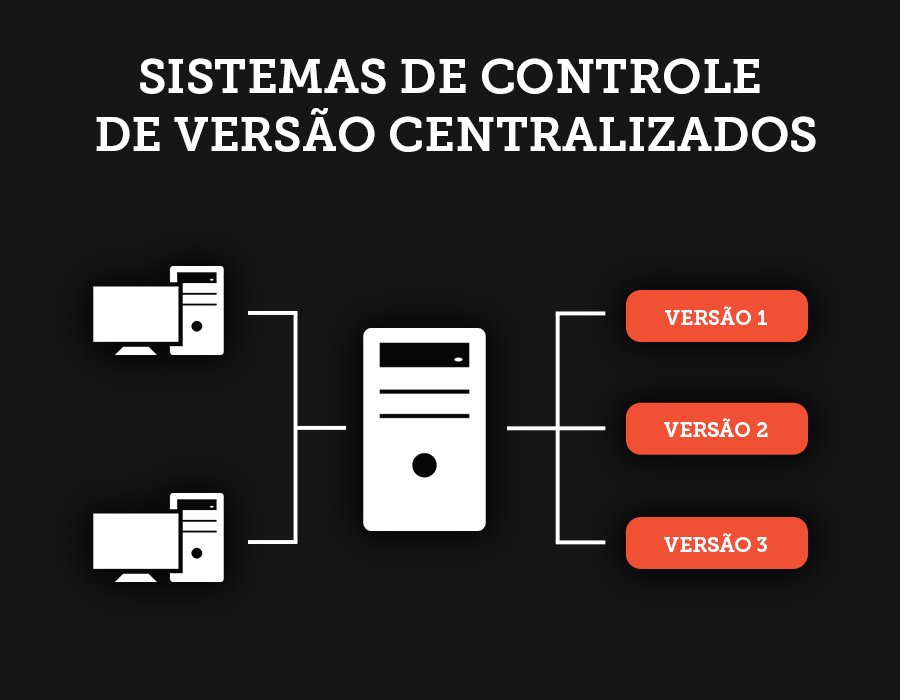 SISTEMAS DE CONTROLE
DE VERSÃO CENTRALIZADOS
VERSÃO 1
VERSÃO 2
VERSÃO 3